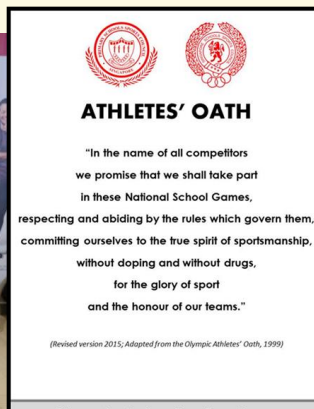 ATHLETES' OATH
"In the name of all competitors
we promise that we shall take part
in these National School Games,
respecting and abiding by the rules which govern them,
committing ourselves to the true spirit of sportsmanship,
without doping and without drugs,
for the glory of sport
and the honour of our teams."
(Revised version 2015; Adapted from the Olympic Athletes' Oath, 1999)